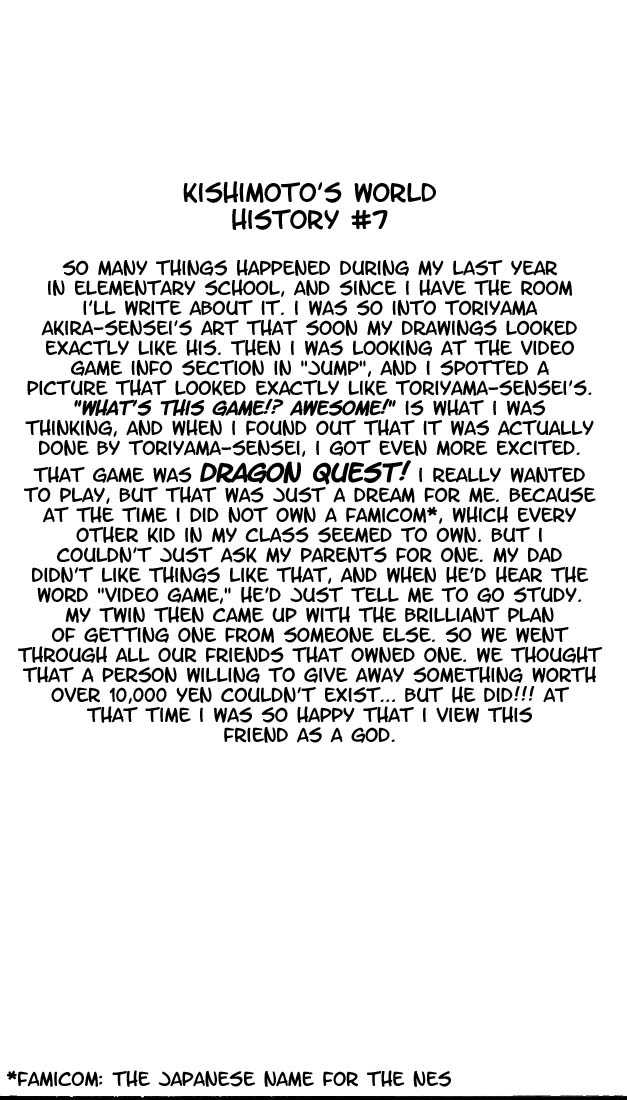 KISHIMOTO'S WORLD
HISTORY #7
SO MANY THINGS HAPPENED DURING MY LAST YEAR
IN ELEMENTARY SCHOOL, AND SINCE I HAVE THE ROOM
I'LL WRITE ABOUT IT. I WAS SO INTO TORIYAMA
AKIRA-SENSEI'S ART THAT SOON MY DRAWINGS LOOKED
EXACTLY LIKE HIS. THEN I WAS LOOKING AT THE VIDEO
GAME INFO SECTION IN "JUMP", AND I SPOTTED A
PICTURE THAT LOOKED EXACTLY LIKE TORIYAMA-SENSEI'S.
"WHAT'S THIS GAME!? AWESOME!" IS WHAT I WAS
THINKING, AND WHEN I FOUND OUT THAT IT WAS ACTUALLY
DONE BY TORIYAMA-SENSEI, I GOT EVEN MORE EXCITED.
THAT GAME WAS DRAGON QUEST! I REALLY WANTED
TO PLAY, BUT THAT WAS JUST A DREAM FOR ME. BECAUSE
AT THE TIME I DID NOT OWN A FAMICOM*, WHICH EVERY
OTHER KID IN MY CLASS SEEMED TO OWN. BUT I
COULDN'T JUST ASK MY PARENTS FOR ONE. MY DAD
DIDN'T LIKE THINGS LIKE THAT, AND WHEN HE'D HEAR THE
WORD "VIDEO GAME," HE'D JUST TELL ME TO GO STUDY.
MY TWIN THEN CAME UP WITH THE BRILLIANT PLAN
OF GETTING ONE FROM SOMEONE ELSE. SO WE WENT
THROUGH ALL OUR FRIENDS THAT OWNED ONE. WE THOUGHT
THAT A PERSON WILLING TO GIVE AWAY SOMETHING WORTH
OVER 10,000 YEN COULDN'T EXIST... BUT HE DID!!! AT
THAT TIME I WAS SO HAPPY THAT I VIEW THIS
FRIEND AS A GOD.
*FAMICOM: THE JAPANESE NAME FOR THE NES